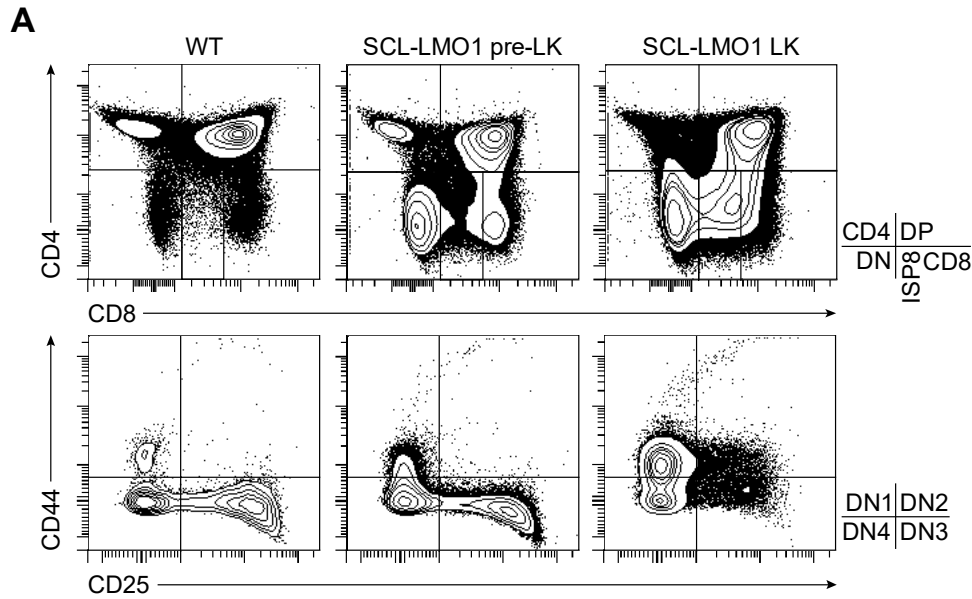 A
WT SCL-LMO1 pre-LK SCL-LMO1 LK
CD4
CD4 DP
DN ISP8 CD8
CD8
CD44
DN1 DN2
DN4 DN3
CD25